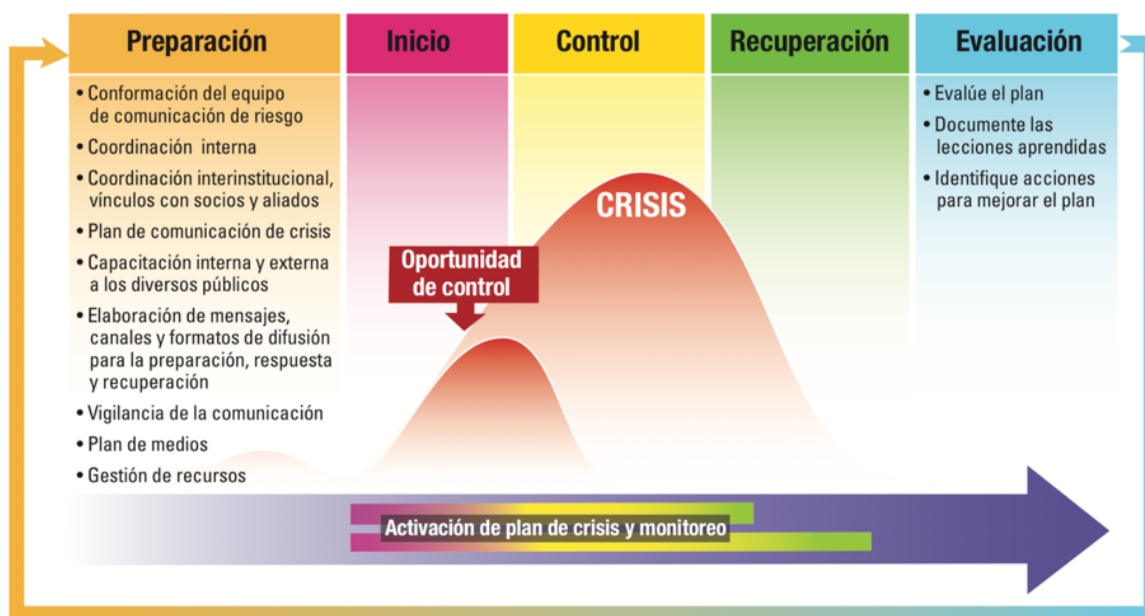 Preparación
Inicio
Control
Recuperación
Evaluación
• Conformación del equipo
de comunicación de riesgo
• Coordinación interna
• Coordinación interinstitucional,
vínculos con socios y aliados
• Plan de comunicación de crisis
• Capacitación interna y externa
a los diversos públicos
• Elaboración de mensajes,
canales y formatos de difusión
para la preparación, respuesta
y recuperación
• Vigilancia de la comunicación
• Plan de medios
• Gestión de recursos
Oportunidad
de control
CRISIS
• Evalúe el plan
• Documente las
lecciones aprendidas
• Identifique acciones
para mejorar el plan
Activación de plan de crisis y monitoreo